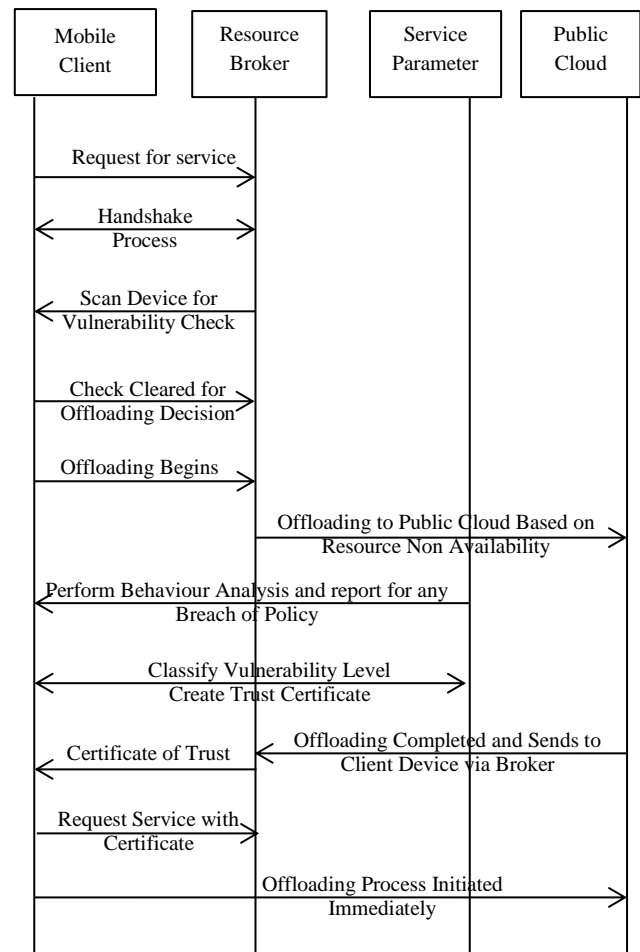 Mobile
Client
Resource
Broker
Service
Parameter
Public
Cloud
Request for service
Handshake
Process
Scan Device for
Vulnerability Check
Check Cleared for
Offloading Decision
Offloading Begins
Offloading to Public Cloud Based on
Resource Non Availability
Perform Behaviour Analysis and report for any
Breach of Policy
Classify Vulnerability Level
Create Trust Certificate
Offloading Completed and Sends to
Client Device via Broker
Certificate of Trust
Request Service with
Certificate
Offloading Process Initiated
Immediately